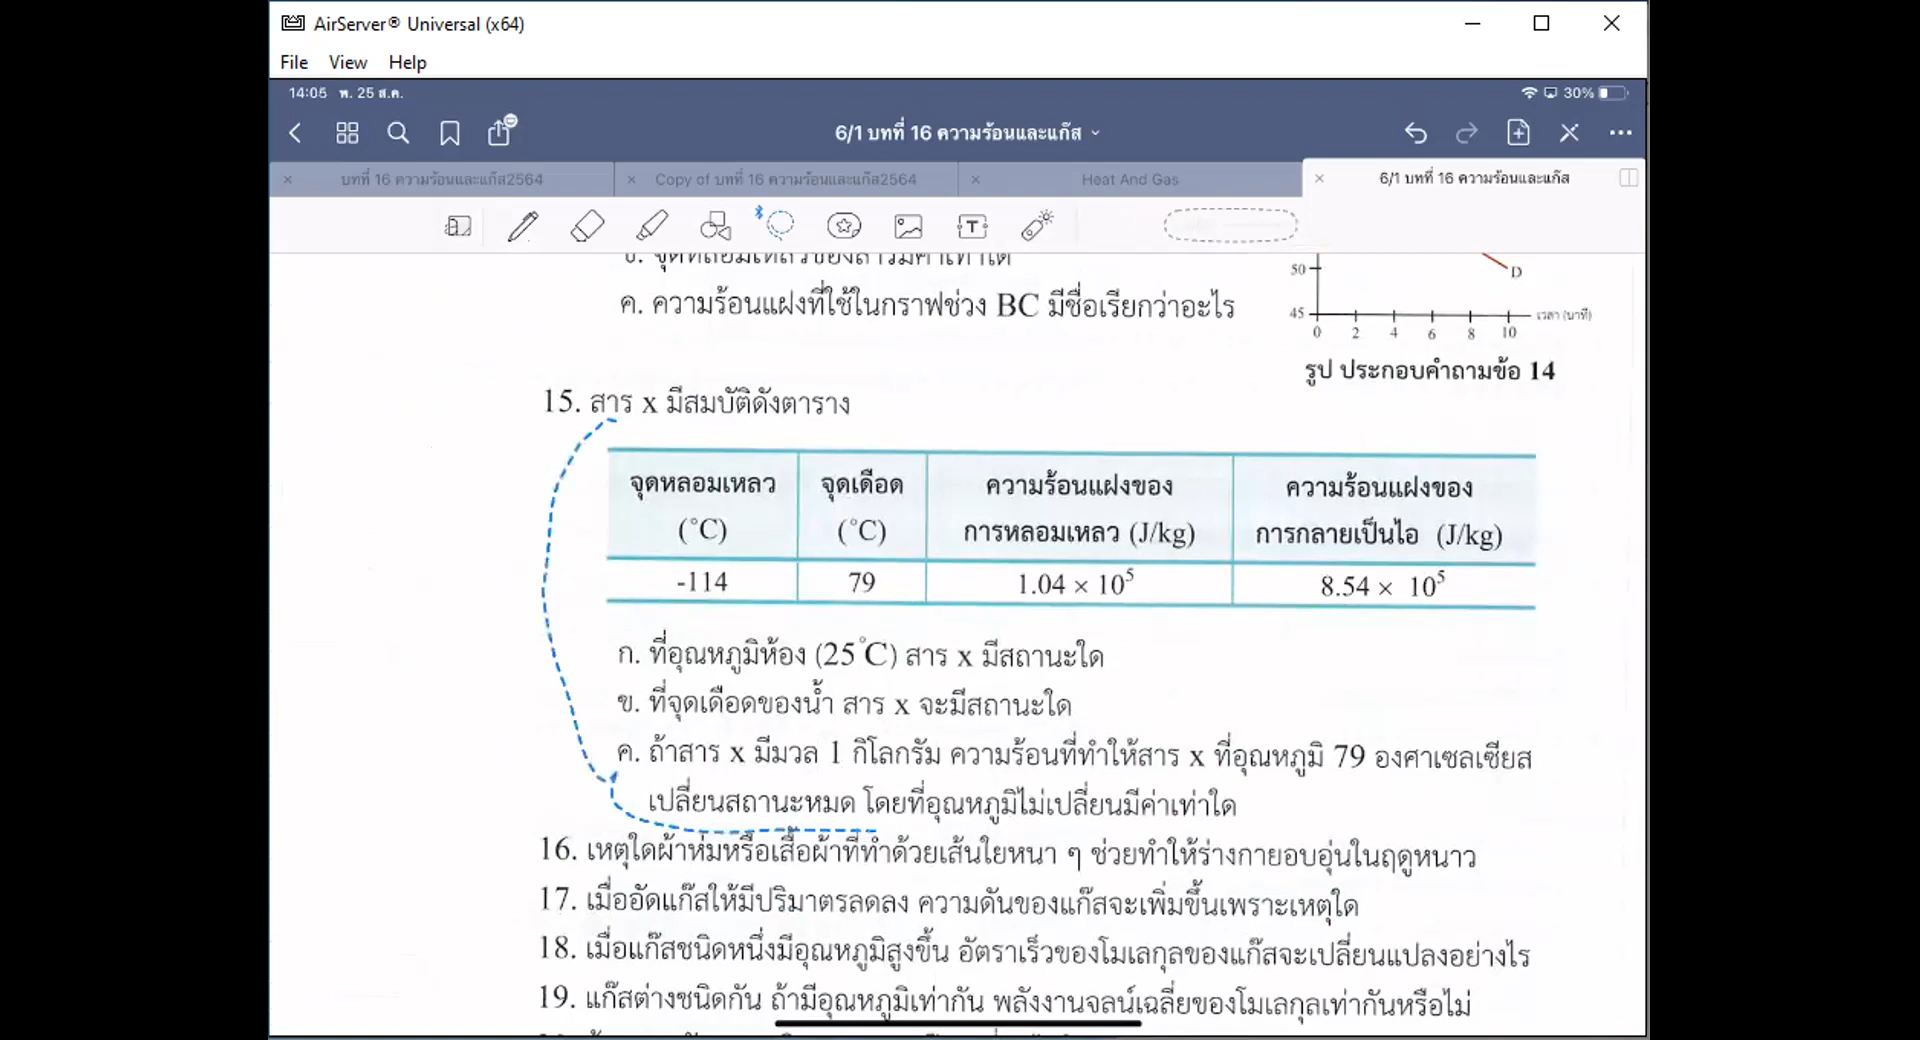 AirServer® Universal (x64)
File View Help
14:05 พ. 25 ส.ค. 30%
6/1 บทที่ 16 ความร้อนและแก๊ส
บทที่ 16 ความร้อนและแก๊ส2564 Copy of บทที่ 16 ความร้อนและแก๊ส2564 Heat And Gas 6/1 บทที่ 16 ความร้อนและแก๊ส
ค. ความร้อนแฝงที่ใช้ในกราฟช่วง BC มีชื่อเรียกว่าอะไร
50 D
45 เวลา (นาที)
0 2 4 6 8 10
รูป ประกอบคำถามข้อ 14
15. สาร x มีสมบัติดังตาราง
จุดหลอมเหลว จุดเดือด ความร้อนแฝงของ ความร้อนแฝงของ
(°C) (°C) การหลอมเหลว (J/kg) การกลายเป็นไอ (J/kg)
-114 79 1.04 × 10⁵ 8.54 × 10⁵
ก. ที่อุณหภูมิห้อง (25°C) สาร x มีสถานะใด
ข. ที่จุดเดือดของน้ำ สาร x จะมีสถานะใด
ค. ถ้าสาร x มีมวล 1 กิโลกรัม ความร้อนที่ทำให้สาร x ที่อุณหภูมิ 79 องศาเซลเซียส
เปลี่ยนสถานะหมด โดยที่อุณหภูมิไม่เปลี่ยนมีค่าเท่าใด
16. เหตุใดผ้าห่มหรือเสื้อผ้าที่ทำด้วยเส้นใยหนา ๆ ช่วยทำให้ร่างกายอบอุ่นในฤดูหนาว
17. เมื่ออัดแก๊สให้มีปริมาตรลดลง ความดันของแก๊สจะเพิ่มขึ้นเพราะเหตุใด
18. เมื่อแก๊สชนิดหนึ่งมีอุณหภูมิสูงขึ้น อัตราเร็วของโมเลกุลของแก๊สจะเปลี่ยนแปลงอย่างไร
19. แก๊สต่างชนิดกัน ถ้ามีอุณหภูมิเท่ากัน พลังงานจลน์เฉลี่ยของโมเลกุลเท่ากันหรือไม่